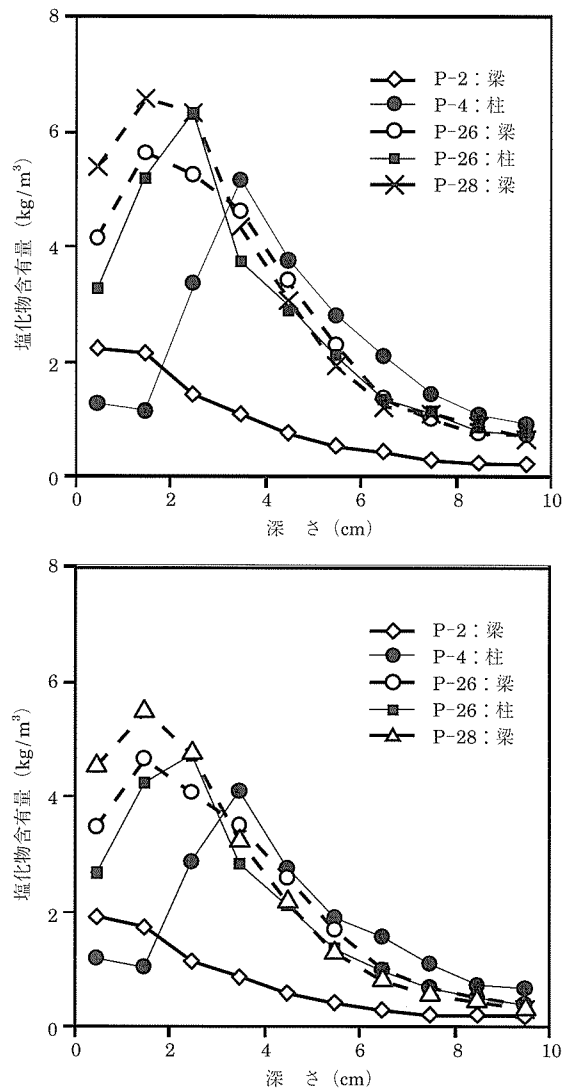 8
6
4
2
0
塩化物含有量 (kg/m³)
P-2：梁
P-4：柱
P-26：梁
P-26：柱
P-28：梁
0 2 4 6 8 10
深 さ (cm)
8
6
4
2
0
塩化物含有量 (kg/m³)
P-2：梁
P-4：柱
P-26：梁
P-26：柱
P-28：梁
0 2 4 6 8 10
深 さ (cm)